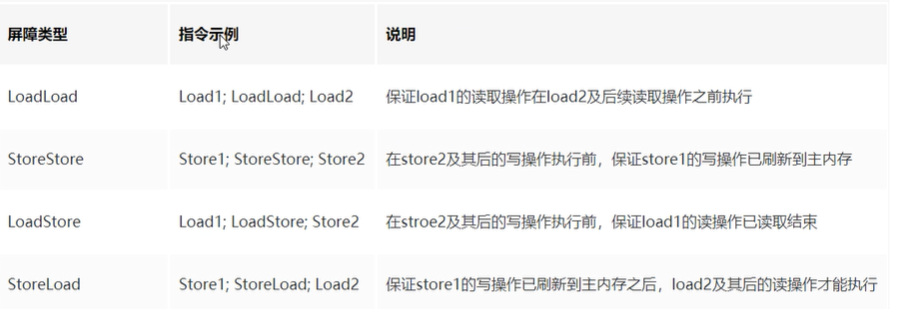 屏障类型 指令示例 说明
LoadLoad Load1; LoadLoad; Load2 保证load1的读取操作在load2及后续读取操作之前执行
StoreStore Store1; StoreStore; Store2 在store2及其后的写操作执行前，保证store1的写操作已刷新到主内存
LoadStore Load1; LoadStore; Store2 在stroe2及其后的写操作执行前，保证load1的读操作已读取结束
StoreLoad Store1; StoreLoad; Load2 保证store1的写操作已刷新到主内存之后，load2及其后的读操作才能执行